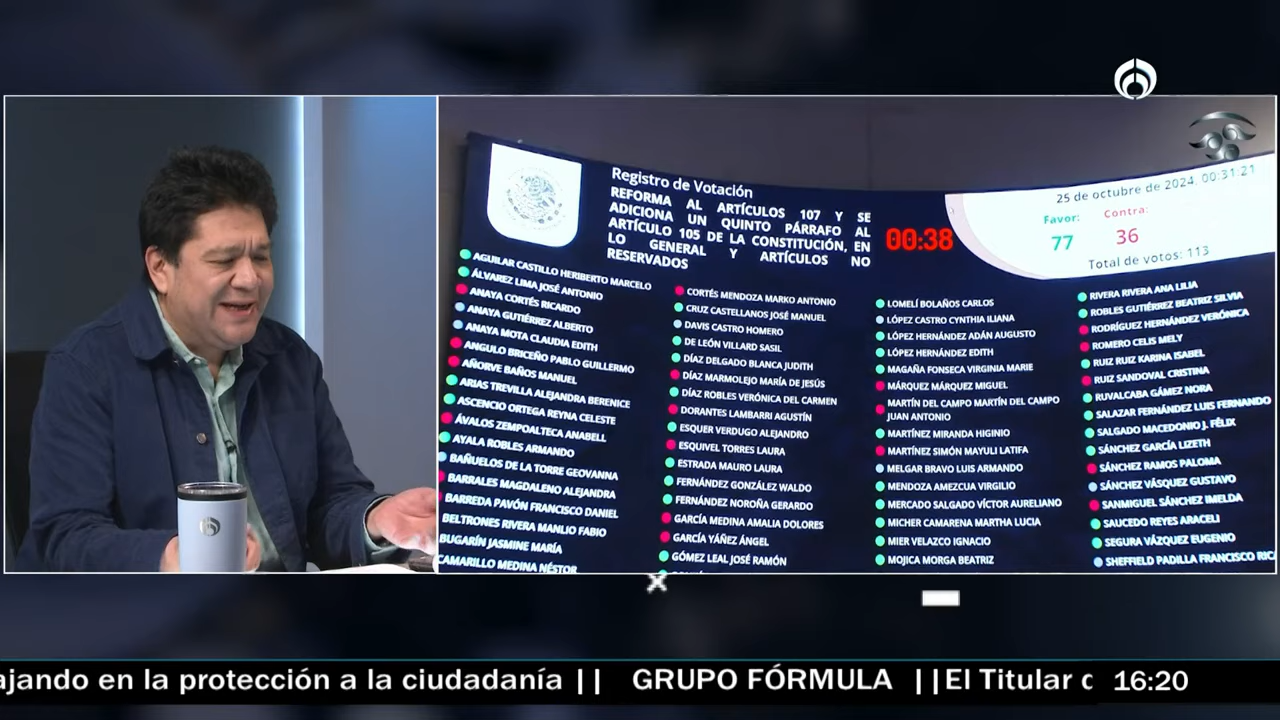 Registro de Votación
REFORMA AL ARTÍCULOS 107 Y SE
ADICIONA UN QUINTO PÁRRAFO AL
ARTÍCULO 105 DE LA CONSTITUCIÓN, EN
LO GENERAL Y ARTÍCULOS NO
RESERVADOS
00:38
25 de octubre de 2024, 00:31:21
Favor: Contra:
77 36
Total de votos: 113
AGUILAR CASTILLO HERIBERTO MARCELO
ÁLVAREZ LIMA JOSÉ ANTONIO
ANAYA CORTÉS RICARDO
ANAYA GUTIÉRREZ ALBERTO
ANAYA MOTA CLAUDIA EDITH
ANGULO BRICEÑO PABLO GUILLERMO
AÑORVE BAÑOS MANUEL
ARIAS TREVILLA ALEJANDRA BERENICE
ASCENCIO ORTEGA REYNA CELESTE
ÁVALOS ZEMPOALTECA ANABELL
AYALA ROBLES ARMANDO
BAÑUELOS DE LA TORRE GEOVANNA
BARRALES MAGDALENO ALEJANDRA
BARREDA PAVÓN FRANCISCO DANIEL
BELTRONES RIVERA MANLIO FABIO
BUGARÍN JASMINE MARÍA
CAMARILLO MEDINA NÉSTOR
CORTÉS MENDOZA MARKO ANTONIO
CRUZ CASTELLANOS JOSÉ MANUEL
DAVIS CASTRO HOMERO
DE LEÓN VILLARD SASIL
DÍAZ DELGADO BLANCA JUDITH
DÍAZ MARMOLEJO MARÍA DE JESÚS
DÍAZ ROBLES VERÓNICA DEL CARMEN
DORANTES LAMBARRI AGUSTÍN
ESQUER VERDUGO ALEJANDRO
ESQUIVEL TORRES LAURA
ESTRADA MAURO LAURA
FERNÁNDEZ GONZÁLEZ WALDO
FERNÁNDEZ NOROÑA GERARDO
GARCÍA MEDINA AMALIA DOLORES
GARCÍA YÁÑEZ ÁNGEL
GÓMEZ LEAL JOSÉ RAMÓN
LOMELÍ BOLAÑOS CARLOS
LÓPEZ CASTRO CYNTHIA ILIANA
LÓPEZ HERNÁNDEZ ADÁN AUGUSTO
LÓPEZ HERNÁNDEZ EDITH
MAGAÑA FONSECA VIRGINIA MARIE
MÁRQUEZ MÁRQUEZ MIGUEL
MARTÍN DEL CAMPO MARTÍN DEL CAMPO
JUAN ANTONIO
MARTÍNEZ MIRANDA HIGINIO
MARTÍNEZ SIMÓN MAYULI LATIFA
MELGAR BRAVO LUIS ARMANDO
MENDOZA AMEZCUA VIRGILIO
MERCADO SALGADO VÍCTOR AURELIANO
MICHER CAMARENA MARTHA LUCIA
MIER VELAZCO IGNACIO
MOJICA MORGA BEATRIZ
RIVERA RIVERA ANA LILIA
ROBLES GUTIÉRREZ BEATRIZ SILVIA
RODRÍGUEZ HERNÁNDEZ VERÓNICA
ROMERO CELIS MELY
RUIZ RUIZ KARINA ISABEL
RUIZ SANDOVAL CRISTINA
RUVALCABA GÁMEZ NORA
SALAZAR FERNÁNDEZ LUIS FERNANDO
SALGADO MACEDONIO J. FÉLIX
SÁNCHEZ GARCÍA LIZETH
SÁNCHEZ RAMOS PALOMA
SÁNCHEZ VÁSQUEZ GUSTAVO
SANMIGUEL SÁNCHEZ IMELDA
SAUCEDO REYES ARACELI
SEGURA VÁZQUEZ EUGENIO
SHEFFIELD PADILLA FRANCISCO RICA
ajando en la protección a la ciudadanía || GRUPO FÓRMULA ||El Titular c 16:20